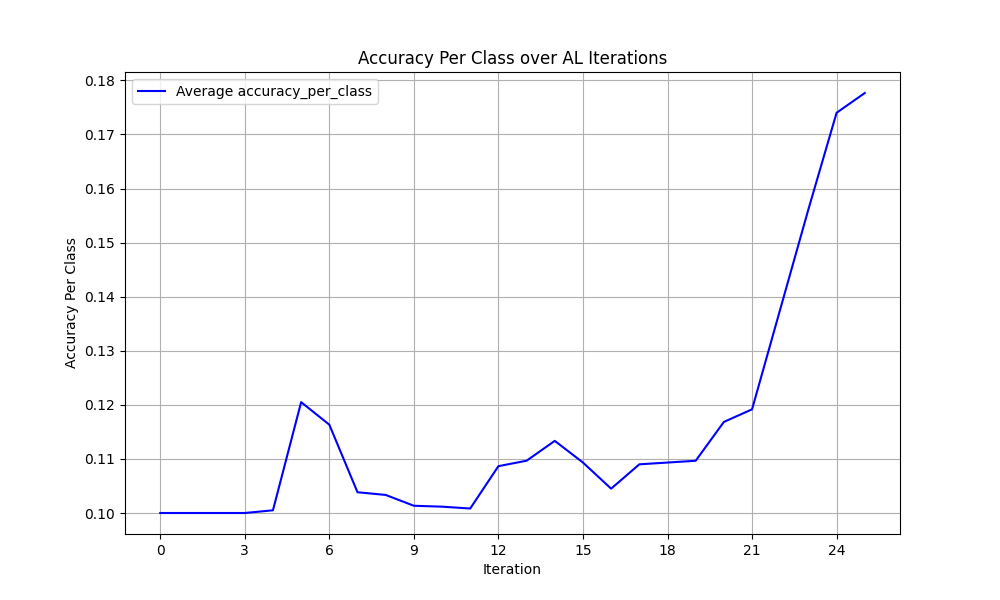 Accuracy Per Class over AL Iterations
Average accuracy_per_class
Accuracy Per Class
0.18
0.17
0.16
0.15
0.14
0.13
0.12
0.11
0.10
0 3 6 9 12 15 18 21 24
Iteration